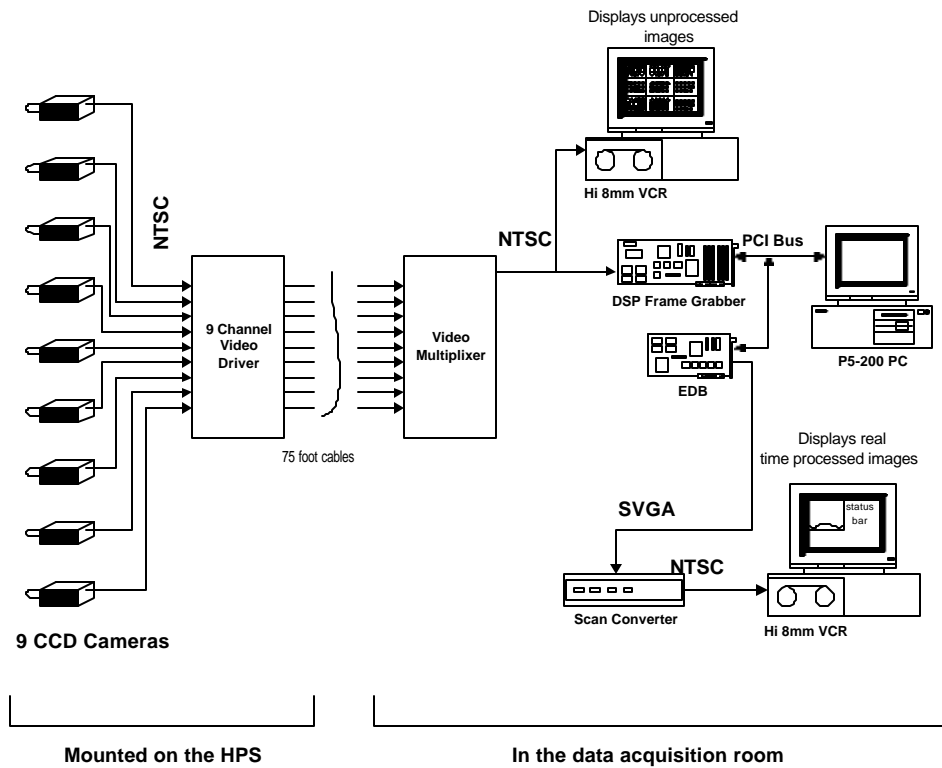 Displays unprocessed
images
Hi 8mm VCR
NTSC
NTSC
PCI Bus
DSP Frame Grabber
9 Channel
Video
Driver
Video
Multiplixer
P5-200 PC
EDB
75 foot cables
Displays real
time processed images
SVGA
status
bar
NTSC
Scan Converter
Hi 8mm VCR
9 CCD Cameras
Mounted on the HPS
In the data acquisition room